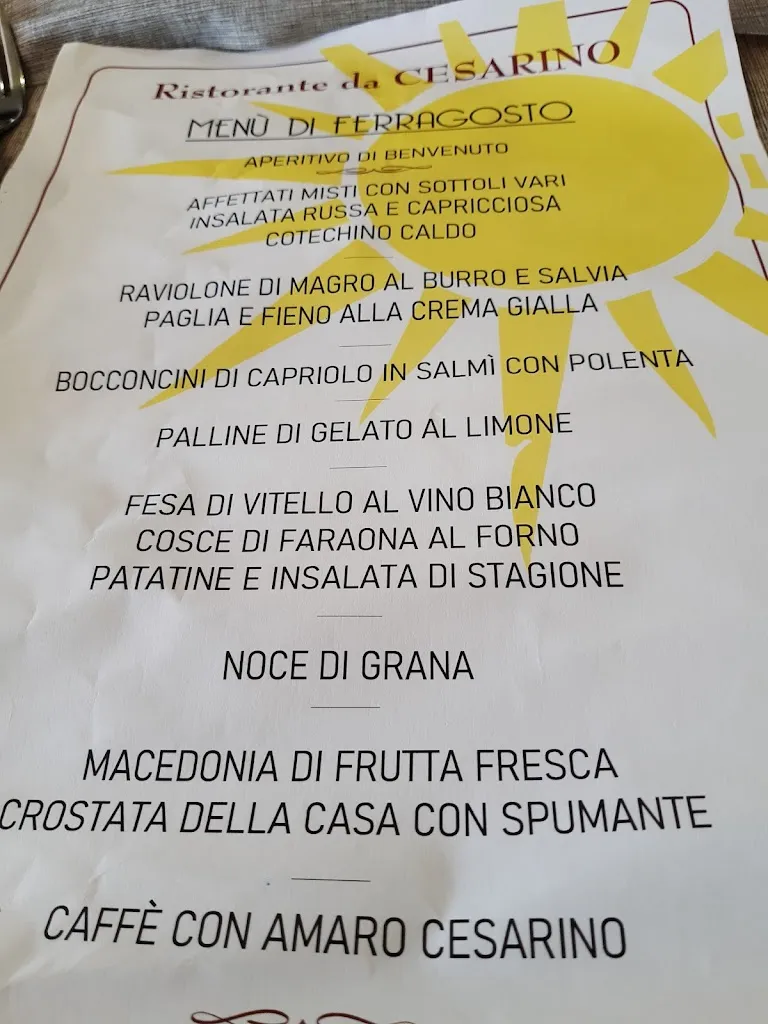 Ristorante da CESARINO
MENÙ DI FERRAGOSTO
APERITIVO DI BENVENUTO
AFFETTATI MISTI CON SOTTOLI VARI
INSALATA RUSSA E CAPRICCIOSA
COTECHINO CALDO
RAVIOLONE DI MAGRO AL BURRO E SALVIA
PAGLIA E FIENO ALLA CREMA GIALLA
BOCCONCINI DI CAPRIOLO IN SALMÌ CON POLENTA
PALLINE DI GELATO AL LIMONE
FESA DI VITELLO AL VINO BIANCO
COSCE DI FARAONA AL FORNO
PATATINE E INSALATA DI STAGIONE
NOCE DI GRANA
MACEDONIA DI FRUTTA FRESCA
CROSTATA DELLA CASA CON SPUMANTE
CAFFÈ CON AMARO CESARINO